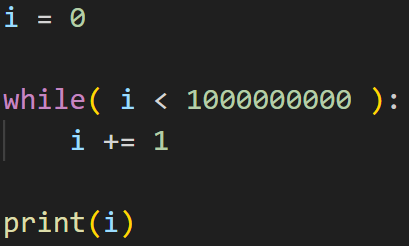 i = 0
while( i < 1000000000 ):
    i += 1
print(i)